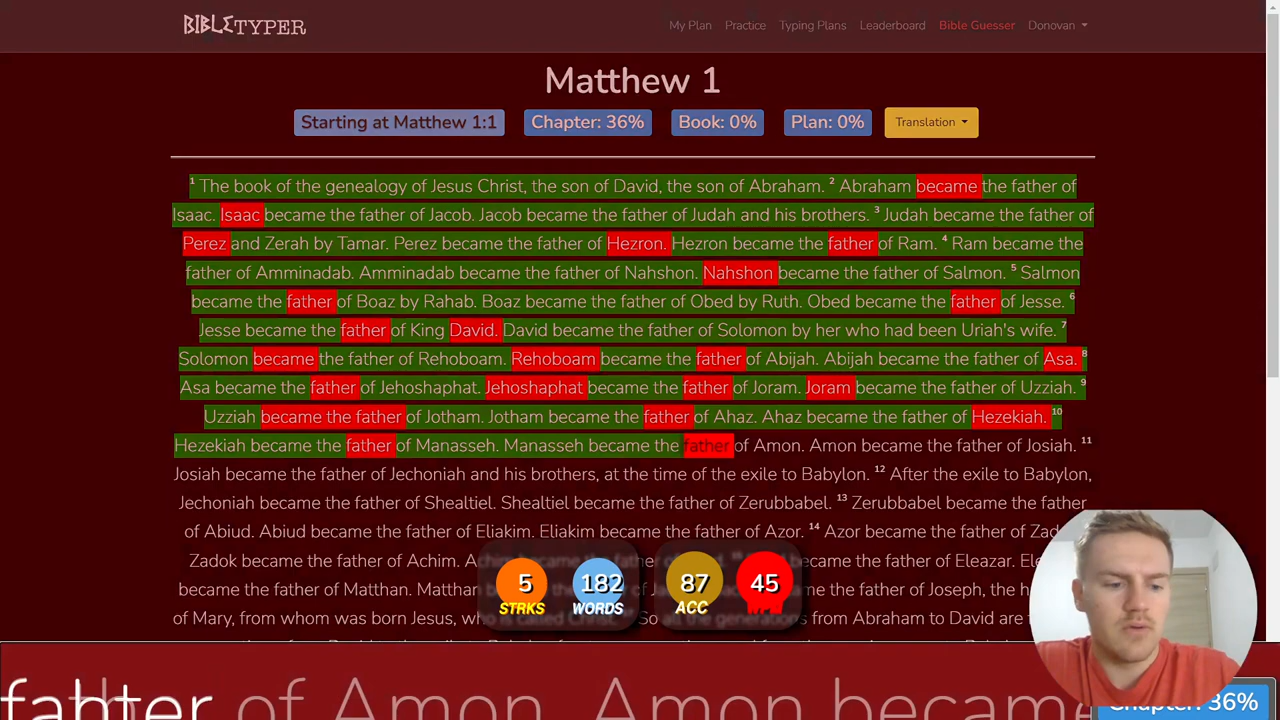 BIBLETYPER
My Plan Practice Typing Plans Leaderboard Bible Guesser Donovan
Matthew 1
Starting at Matthew 1:1 Chapter: 36% Book: 0% Plan: 0% Translation
1 The book of the genealogy of Jesus Christ, the son of David, the son of Abraham. 2 Abraham became the father of
Isaac. Isaac became the father of Jacob. Jacob became the father of Judah and his brothers. 3 Judah became the father of
Perez and Zerah by Tamar. Perez became the father of Hezron. Hezron became the father of Ram. 4 Ram became the
father of Amminadab. Amminadab became the father of Nahshon. Nahshon became the father of Salmon. 5 Salmon
became the father of Boaz by Rahab. Boaz became the father of Obed by Ruth. Obed became the father of Jesse. 6
Jesse became the father of King David. David became the father of Solomon by her who had been Uriah's wife. 7
Solomon became the father of Rehoboam. Rehoboam became the father of Abijah. Abijah became the father of Asa. 8
Asa became the father of Jehoshaphat. Jehoshaphat became the father of Joram. Joram became the father of Uzziah. 9
Uzziah became the father of Jotham. Jotham became the father of Ahaz. Ahaz became the father of Hezekiah. 10
Hezekiah became the father of Manasseh. Manasseh became the father of Amon. Amon became the father of Josiah. 11
Josiah became the father of Jechoniah and his brothers, at the time of the exile to Babylon. 12 After the exile to Babylon,
Jechoniah became the father of Shealtiel. Shealtiel became the father of Zerubbabel. 13 Zerubbabel became the father
of Abiud. Abiud became the father of Eliakim. Eliakim became the father of Azor. 14 Azor became the father of Zado
Zadok became the father of Achim. became the father of Eleazar. Ele
became the father of Matthan. Matthan the father of Joseph, the h
of Mary, from whom was born Jesus, who So all the generations from Abraham to David are
5 STRKS 182 WORDS 87 ACC 45
fahter of Amon. Amon became
Chapter: 36%